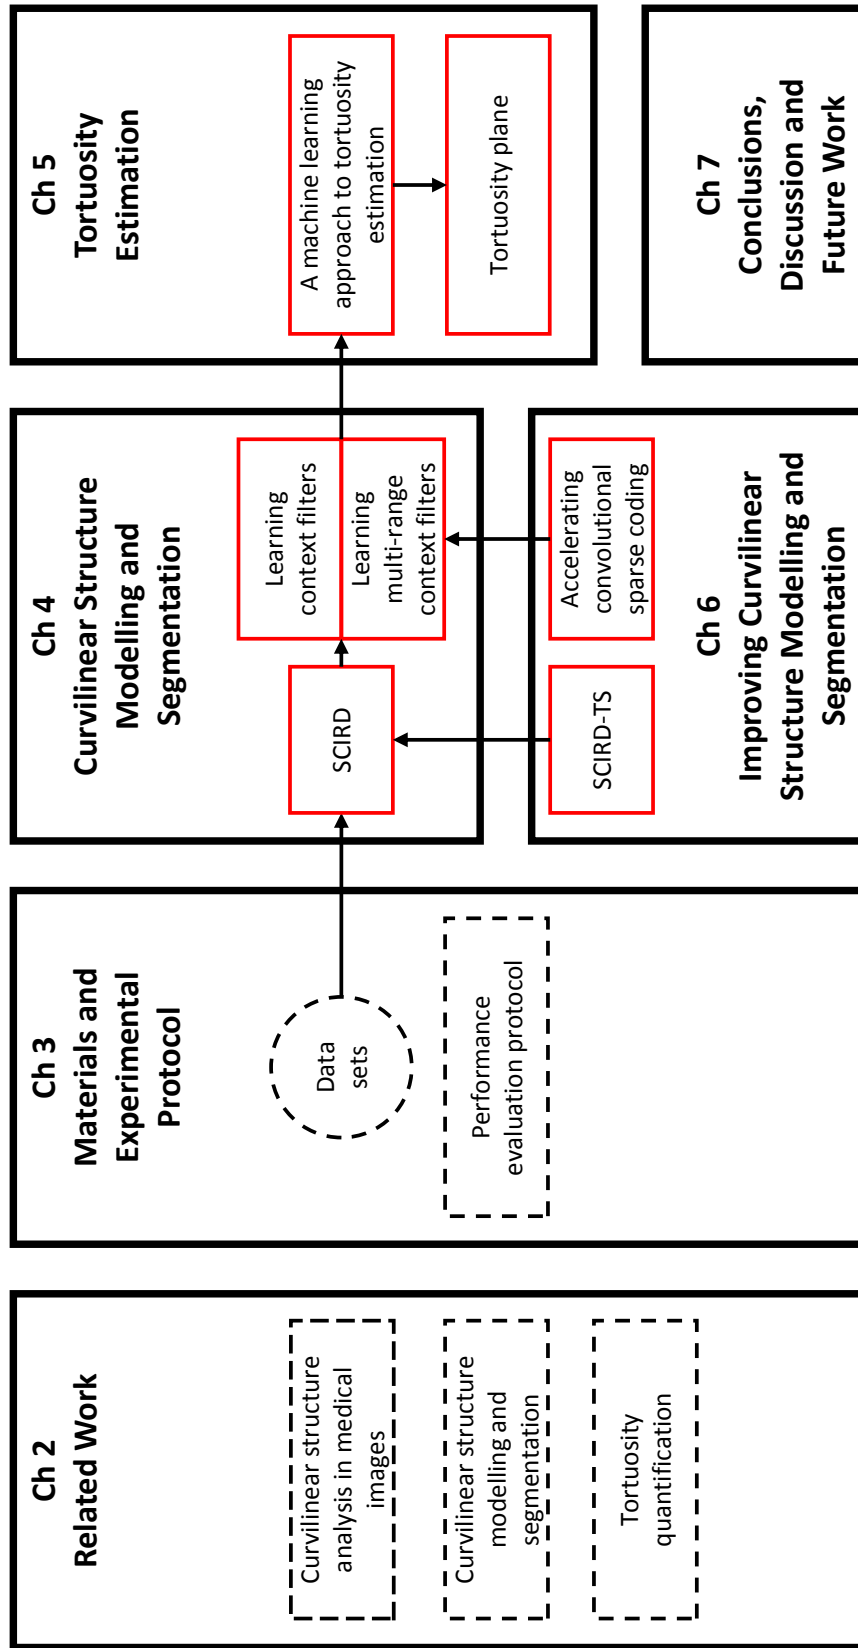 Ch 2
Related Work
Curvilinear structure
analysis in medical
images
Curvilinear structure
modelling and
segmentation
Tortuosity
quantification
Ch 3
Materials and
Experimental
Protocol
Data
sets
Performance
evaluation protocol
Ch 4
Curvilinear Structure
Modelling and
Segmentation
SCIRD
Learning
context filters
Learning
multi-range
context filters
Ch 6
Improving Curvilinear
Structure Modelling and
Segmentation
SCIRD-TS
Accelerating
convolutional
sparse coding
Ch 5
Tortuosity
Estimation
A machine learning
approach to tortuosity
estimation
Tortuosity plane
Ch 7
Conclusions,
Discussion and
Future Work